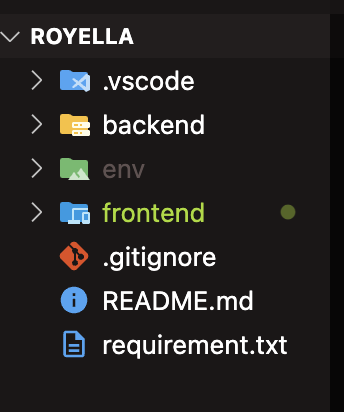 ROYELLA
.vscode
backend
env
frontend
.gitignore
README.md
requirement.txt